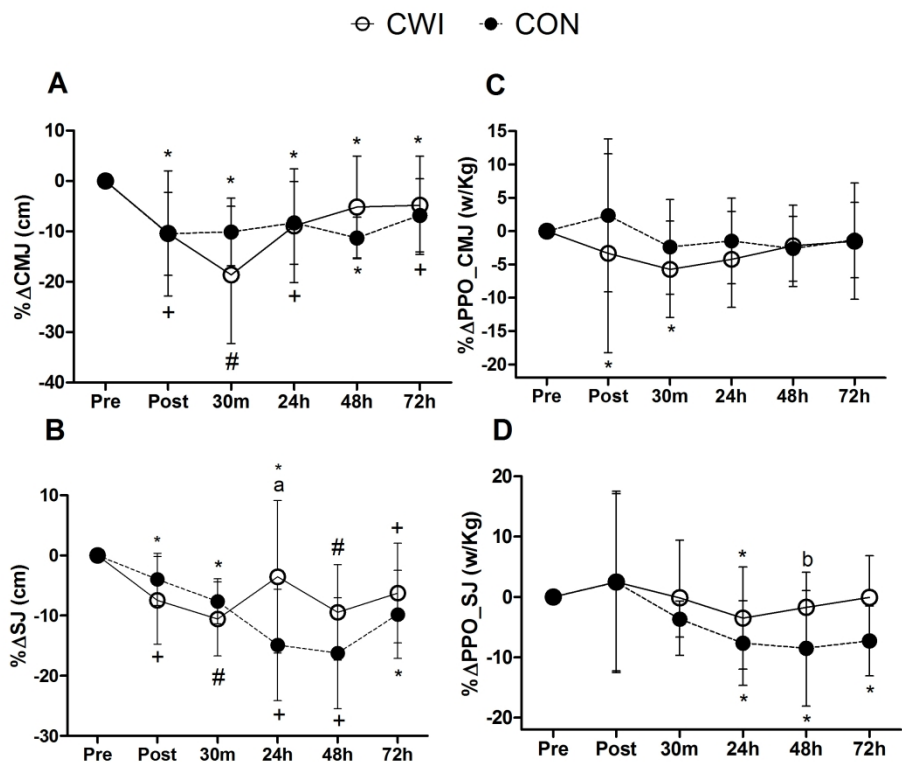 CWI CON
A
%ΔCMJ (cm)
10
0
-10
-20
-30
-40
* * * * *
+ # + * +
Pre Post 30m 24h 48h 72h
C
%ΔPPO_CMJ (w/Kg)
15
10
5
0
-5
-10
-15
-20
* *
Pre Post 30m 24h 48h 72h
B
%ΔSJ (cm)
10
0
-10
-20
-30
* * * a # +
+ # + + *
Pre Post 30m 24h 48h 72h
D
%ΔPPO_SJ (w/Kg)
20
10
0
-10
-20
* b
* * *
Pre Post 30m 24h 48h 72h